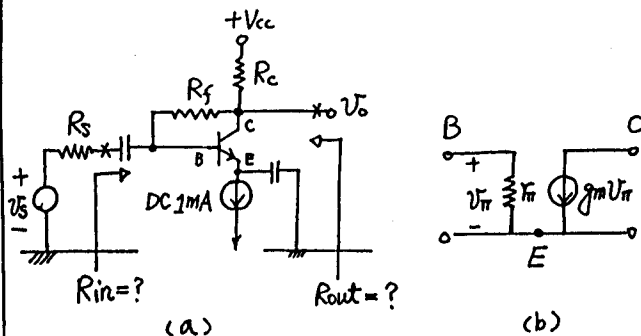 +Vcc
Rc
Rf
C
Vo
Rs
B
E
+
Vs
-
DC 1mA
Rin=?
Rout=?
(a)
B
C
+
Vπ
-
rπ
gmVπ
E
(b)